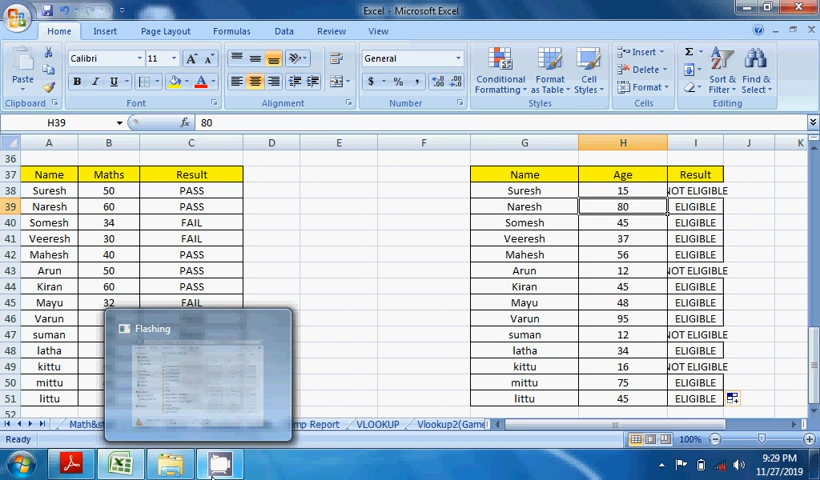 Excel - Microsoft Excel
Home Insert Page Layout Formulas Data Review View
Calibri 11 General
Paste
B I U
$ % ,
Conditional Formatting
Format as Table
Cell Styles
Insert
Delete
Format
Σ
Sort & Filter
Find & Select
Clipboard Font Alignment Number Styles Cells Editing
H39 fx 80
A B C D E F G H I J K
36
37 Name Maths Result Name Age Result
38 Suresh 50 PASS Suresh 15 NOT ELIGIBLE
39 Naresh 60 PASS Naresh 80 ELIGIBLE
40 Somesh 34 FAIL Somesh 45 ELIGIBLE
41 Veeresh 30 FAIL Veeresh 37 ELIGIBLE
42 Mahesh 40 PASS Mahesh 56 ELIGIBLE
43 Arun 50 PASS Arun 12 NOT ELIGIBLE
44 Kiran 60 PASS Kiran 45 ELIGIBLE
45 Mayu 32 FAIL Mayu 48 ELIGIBLE
46 Varun Varun 95 ELIGIBLE
47 suman suman 12 NOT ELIGIBLE
48 latha latha 34 ELIGIBLE
49 kittu kittu 16 NOT ELIGIBLE
50 mittu mittu 75 ELIGIBLE
51 littu littu 45 ELIGIBLE
52
Flashing
Math&st mp Report VLOOKUP Vlookup2(Game
Ready 100%
9:29 PM
11/27/2019